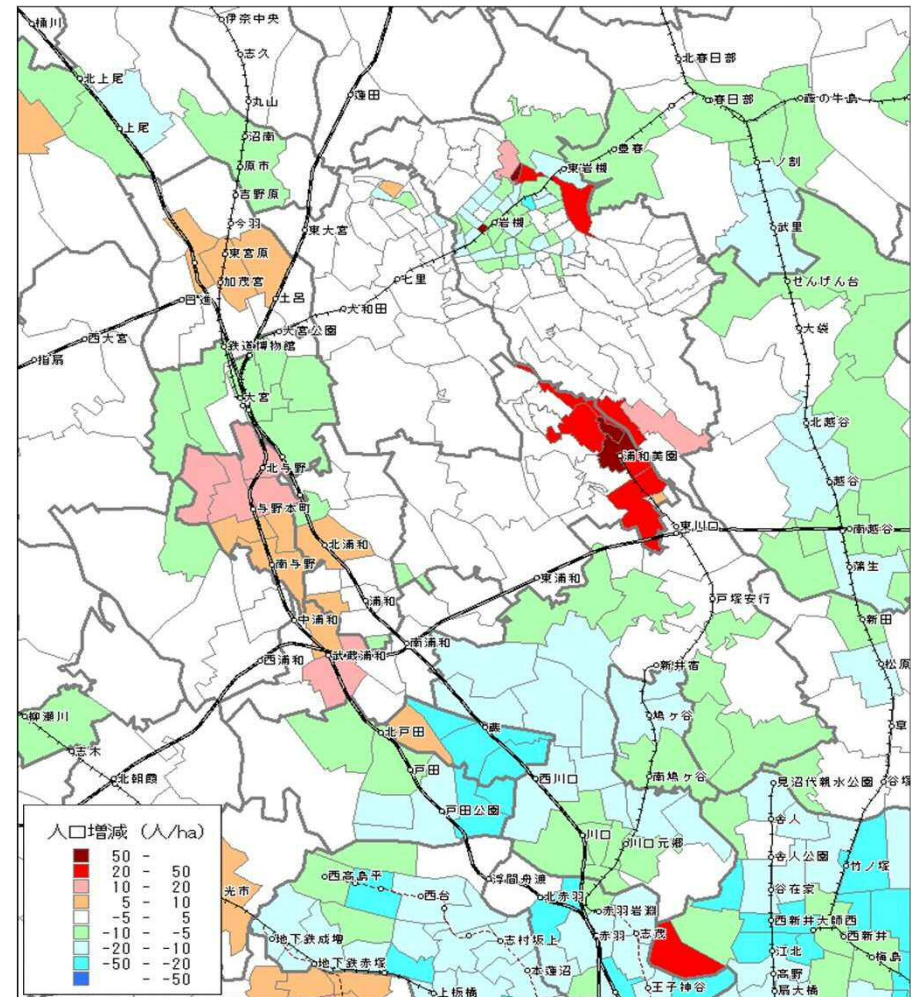 桶川
伊奈中央
志久
北上尾
丸山
蓮田
北春日部
春日部
藤の牛島
上尾
沼南
原市
豊春
東岩槻
一ノ割
吉野原
今羽
東大宮
岩槻
武里
東宮原
加茂宮
七里
せんげん台
日進
土呂
犬和田
大袋
西大宮
大宮公園
鉄道博物館
指扇
大宮
北越谷
北与野
浦和美園
越谷
与野本町
東川口
南越谷
北浦和
南与野
東浦和
蒲生
浦和
戸塚安行
新田
中浦和
南浦和
西浦和
武蔵浦和
新井宿
松原
柳瀬川
北戸田
蕨
鳩ヶ谷
草
志木
北朝霞
戸田
西川口
南鳩ヶ谷
見沼代親水公園
谷塚
戸田公園
舎人
川口
川口元郷
舎人公園
竹ノ塚
西高島平
浮間舟渡
光市
西台
北赤羽
谷在家
赤羽岩淵
西新井大師西
地下鉄成増
志村坂上
赤羽
志茂
江北
西新井
梅島
地下鉄赤塚
本蓮沼
高野
上板橋
王子神谷
扇大橋
人口増減 (人/ha)
50 -
20 - 50
10 - 20
5 - 10
-5 - 5
-10 - -5
-20 - -10
-50 - -20
- -50